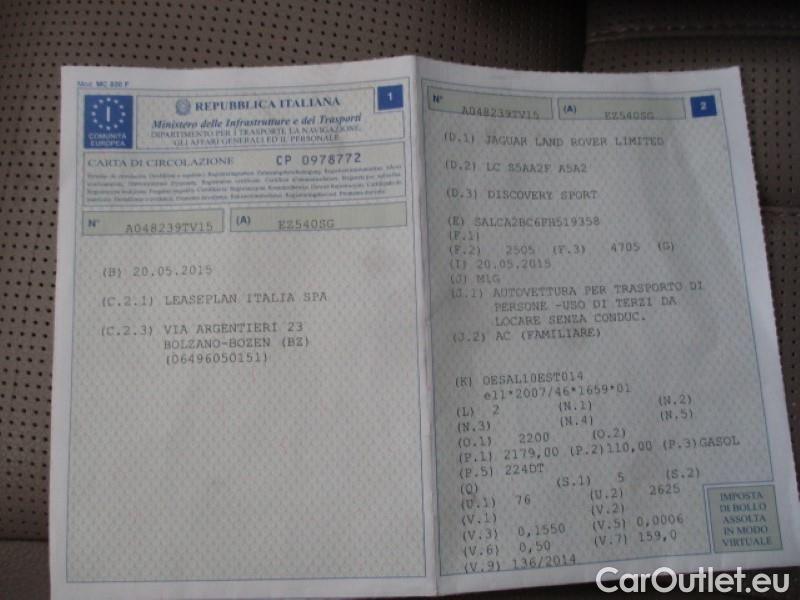 Mod. MC 820 F
I
COMUNITÀ
EUROPEA
REPUBBLICA ITALIANA
1
Ministero delle Infrastrutture e dei Trasporti
DIPARTIMENTO PER I TRASPORTI, LA NAVIGAZIONE,
GLI AFFARI GENERALI ED IL PERSONALE
CARTA DI CIRCOLAZIONE CP 0978772
N° A048239TV15 (A) EZ540SG
(B) 20.05.2015
(C.2.1) LEASEPLAN ITALIA SPA
(C.2.3) VIA ARGENTIERI 23
BOLZANO-BOZEN (BZ)
(06496050151)
N° A048239TV15 (A) EZ540SG 2
(D.1) JAGUAR LAND ROVER LIMITED
(D.2) LC S5AA2F A5A2
(D.3) DISCOVERY SPORT
(E) SALCA2BC6FH519358
(F.1)
(F.2) 2505 (F.3) 4705 (G)
(I) 20.05.2015
(J) M1G
(J.1) AUTOVETTURA PER TRASPORTO DI
PERSONE -USO DI TERZI DA
LOCARE SENZA CONDUC.
(J.2) AC (FAMILIARE)
(K) OESAL10EST014
e11*2007/46*1659*01
(L) 2 (N.1) (N.2)
(N.3) (N.4) (N.5)
(O.1) 2200 (O.2)
(P.1) 2179,00 (P.2)110,00 (P.3)GASOL
(P.5) 224DT
(Q) (S.1) 5 (S.2)
(U.1) 76 (U.2) 2625
(V.1) (V.2)
(V.3) 0,1550 (V.5) 0,0006
(V.6) 0,50 (V.7) 159,0
(V.9) 136/2014
IMPOSTA
DI BOLLO
ASSOLTA
IN MODO
VIRTUALE
CarOutlet.eu